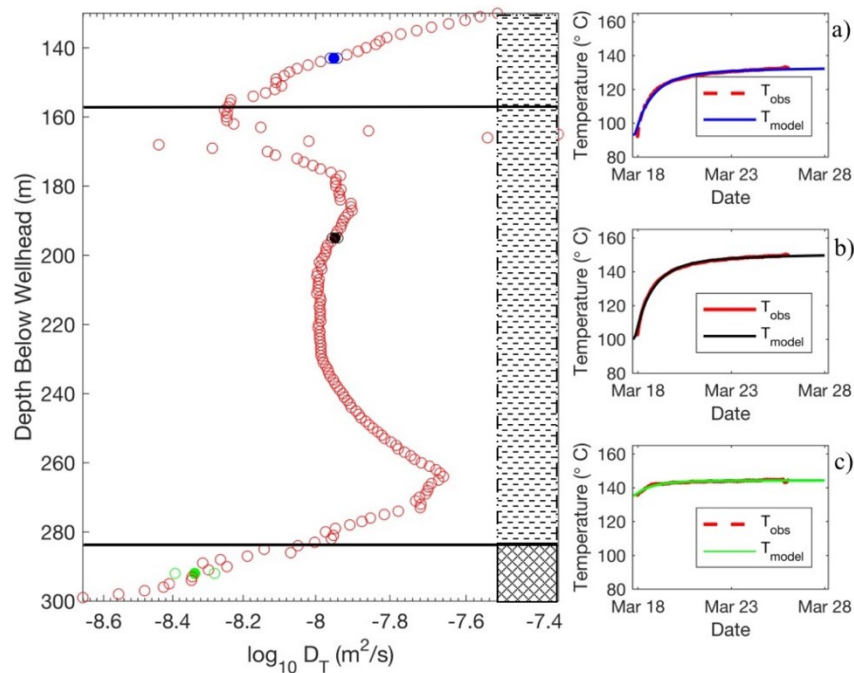 140
160
180
200
220
240
260
280
300
Depth Below Wellhead (m)
-8.6
-8.4
-8.2
-8
-7.8
-7.6
-7.4
log10 DT (m2/s)
a)
160
140
120
100
80
Temperature (° C)
Tobs
Tmodel
Mar 18
Mar 23
Mar 28
Date
b)
160
140
120
100
80
Temperature (° C)
Tobs
Tmodel
Mar 18
Mar 23
Mar 28
Date
c)
160
140
120
100
80
Temperature (° C)
Tobs
Tmodel
Mar 18
Mar 23
Mar 28
Date